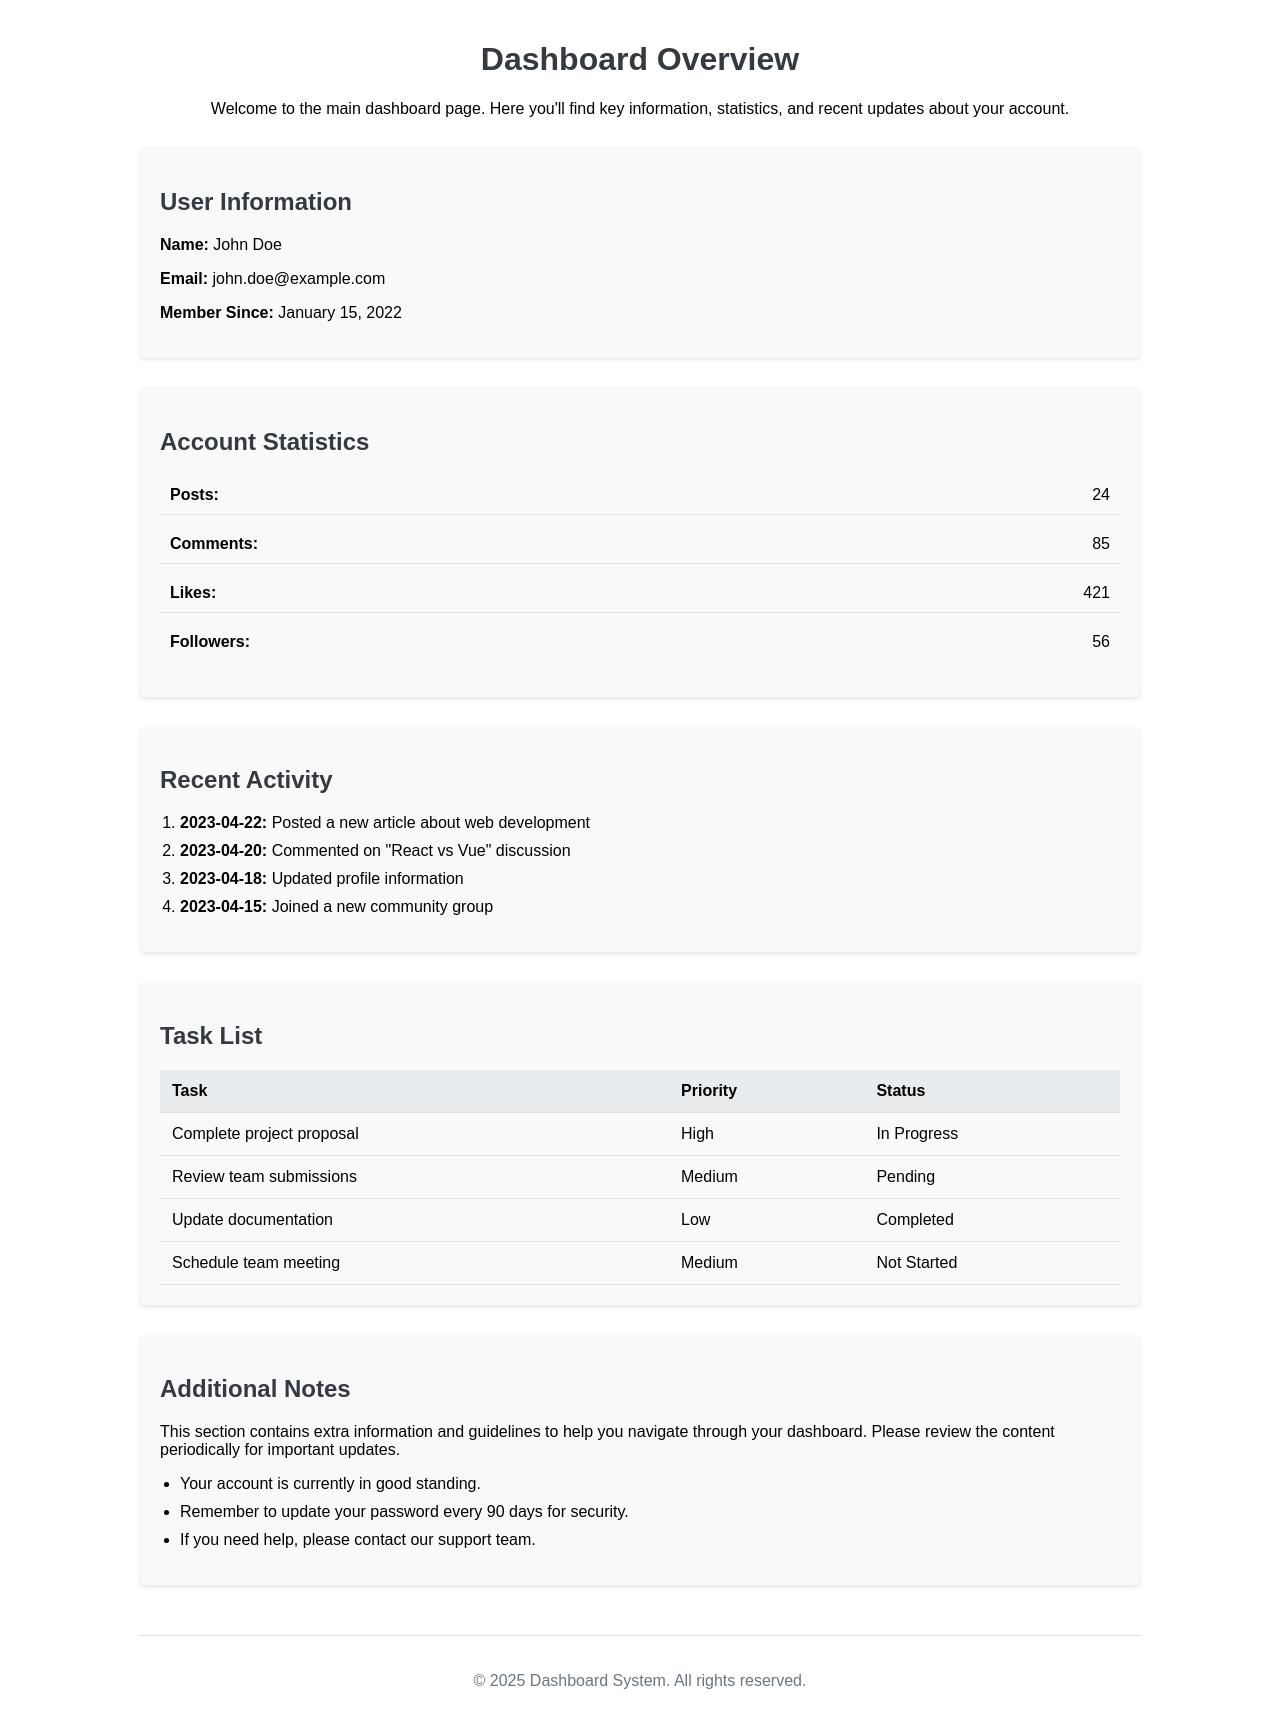 Dashboard Overview
Welcome to the main dashboard page. Here you'll find key information, statistics, and recent updates about your account.
User Information
Name: John Doe
Email: john.doe@example.com
Member Since: January 15, 2022
Account Statistics
Posts: 24
Comments: 85
Likes: 421
Followers: 56
Recent Activity
1. 2023-04-22: Posted a new article about web development
2. 2023-04-20: Commented on "React vs Vue" discussion
3. 2023-04-18: Updated profile information
4. 2023-04-15: Joined a new community group
Task List
Task Priority Status
Complete project proposal High In Progress
Review team submissions Medium Pending
Update documentation Low Completed
Schedule team meeting Medium Not Started
Additional Notes
This section contains extra information and guidelines to help you navigate through your dashboard. Please review the content
periodically for important updates.
• Your account is currently in good standing.
• Remember to update your password every 90 days for security.
• If you need help, please contact our support team.
© 2025 Dashboard System. All rights reserved.